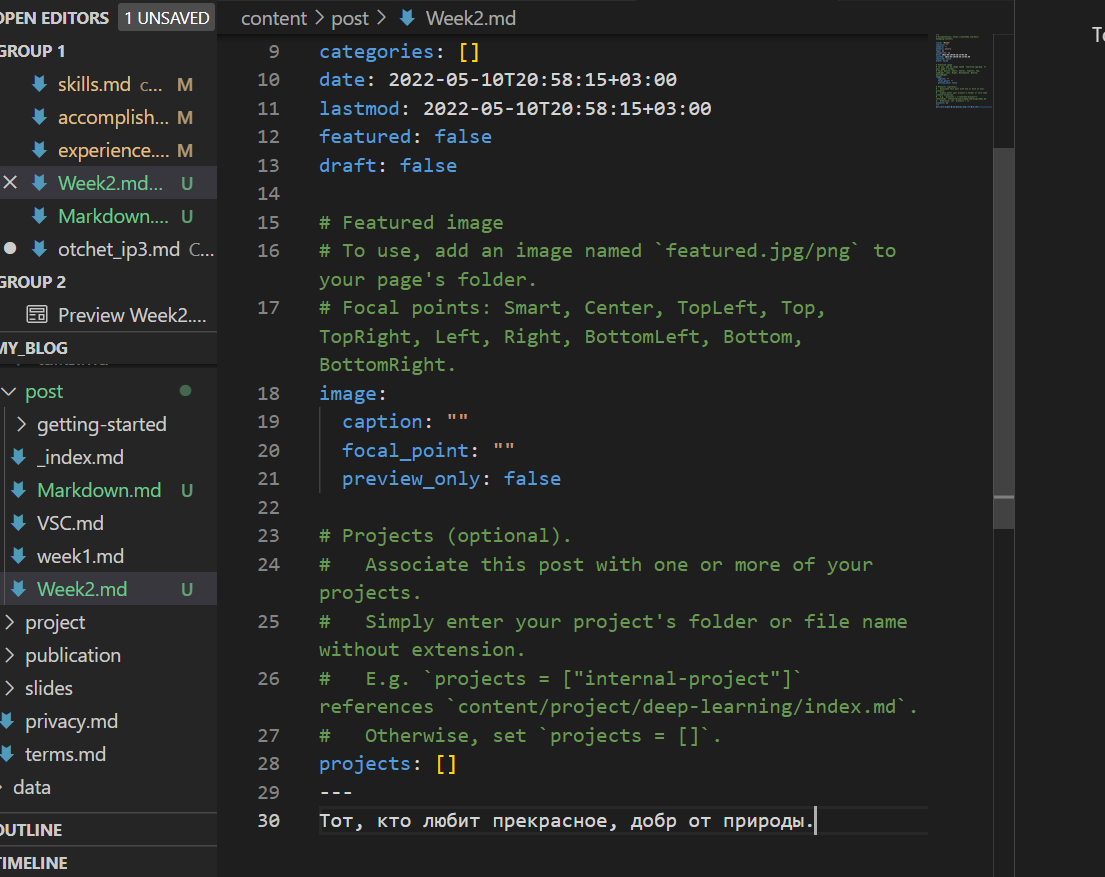 OPEN EDITORS 1 UNSAVED
GROUP 1
skills.md c... M
accomplish... M
experience.... M
Week2.md... U
Markdown.... U
otchet_ip3.md C...
GROUP 2
Preview Week2....
MY_BLOG
post
getting-started
_index.md
Markdown.md U
VSC.md
week1.md
Week2.md U
project
publication
slides
privacy.md
terms.md
data
OUTLINE
TIMELINE
content > post > Week2.md
9 categories: []
10 date: 2022-05-10T20:58:15+03:00
11 lastmod: 2022-05-10T20:58:15+03:00
12 featured: false
13 draft: false
14
15 # Featured image
16 # To use, add an image named `featured.jpg/png` to
your page's folder.
17 # Focal points: Smart, Center, TopLeft, Top,
TopRight, Left, Right, BottomLeft, Bottom,
BottomRight.
18 image:
19 caption: ""
20 focal_point: ""
21 preview_only: false
22
23 # Projects (optional).
24 #   Associate this post with one or more of your
projects.
25 #   Simply enter your project's folder or file name
without extension.
26 #   E.g. `projects = ["internal-project"]`
references `content/project/deep-learning/index.md`.
27 #   Otherwise, set `projects = []`.
28 projects: []
29 ---
30 Тот, кто любит прекрасное, добр от природы.